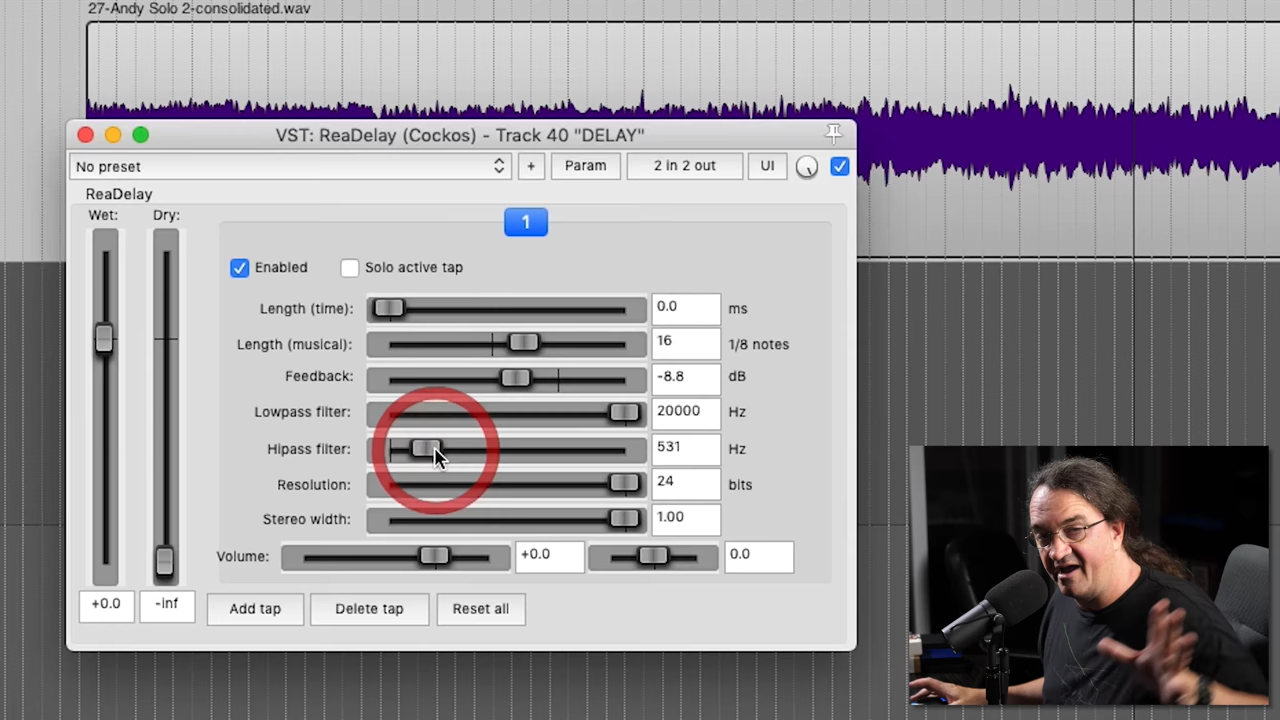 27-Andy Solo 2-consolidated.wav
VST: ReaDelay (Cockos) - Track 40 "DELAY"
No preset + Param 2 in 2 out UI
ReaDelay
Wet: Dry:
1
Enabled Solo active tap
Length (time): 0.0 ms
Length (musical): 16 1/8 notes
Feedback: -8.8 dB
Lowpass filter: 20000 Hz
Hipass filter: 531 Hz
Resolution: 24 bits
Stereo width: 1.00
Volume: +0.0 0.0
+0.0 -inf Add tap Delete tap Reset all